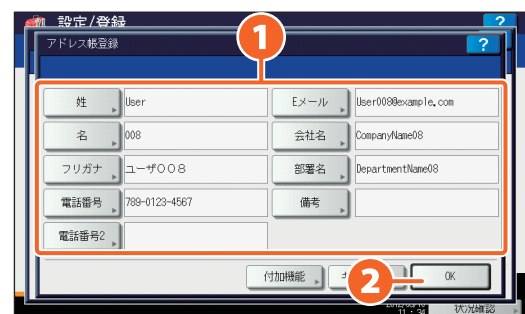 設定/登録
?
アドレス帳登録
?
1
姓 User
Eメール User008@example.com
名 008
会社名 CompanyName08
フリガナ ユーザ008
部署名 DepartmentName08
電話番号 789-0123-4567
備考
電話番号2
付加機能
2
OK
11 : 34
状況確認